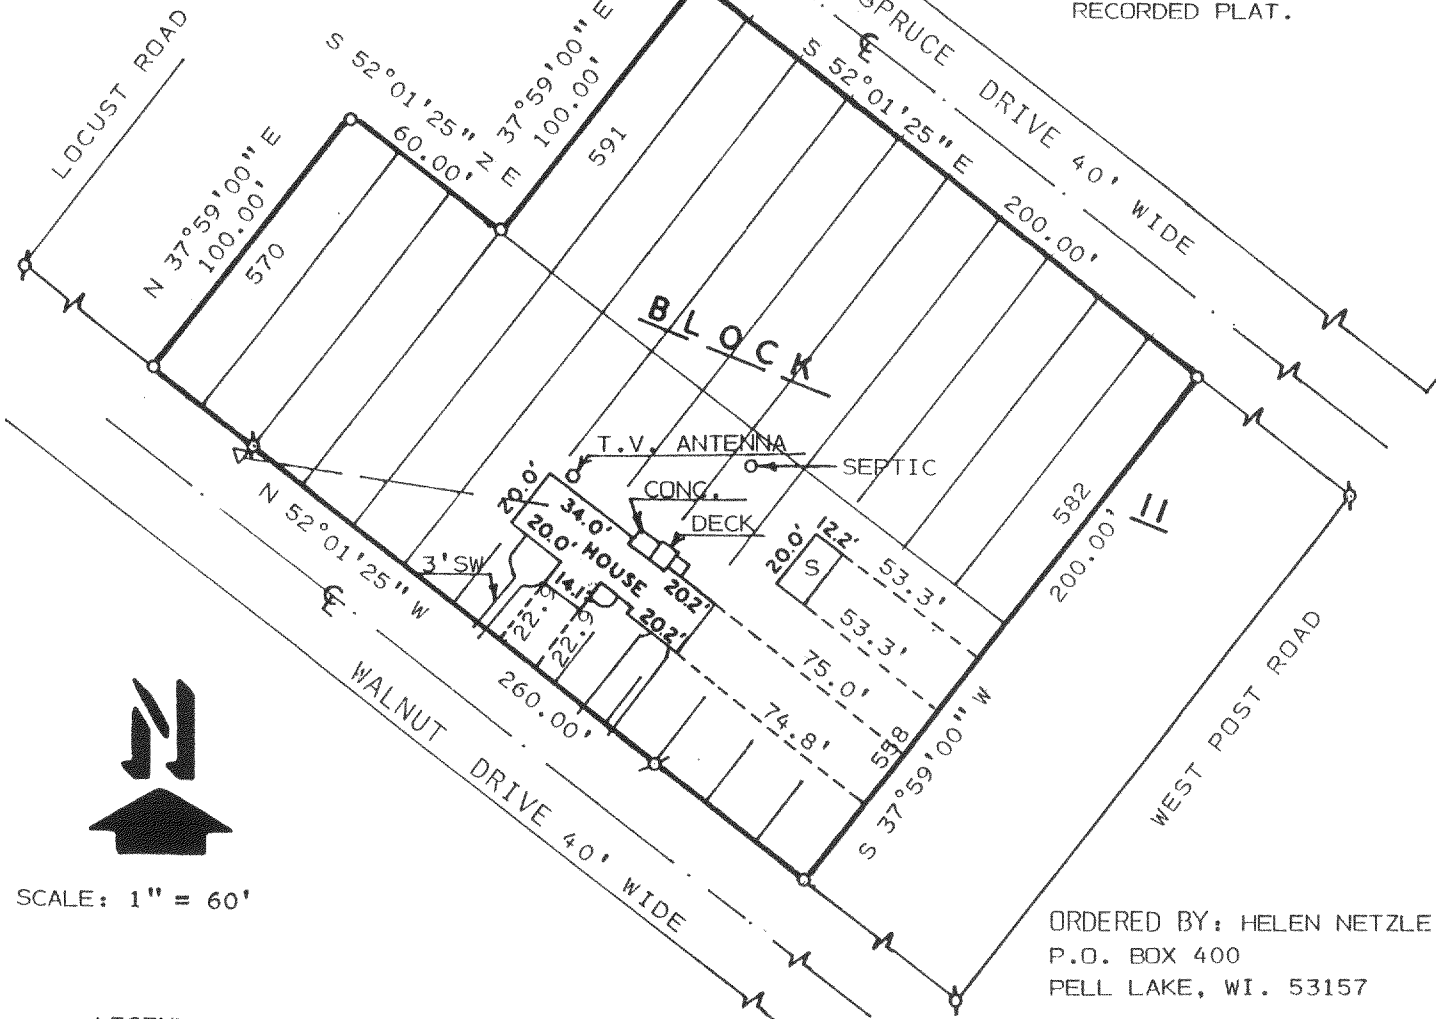 RECORDED PLAT.
SPRUCE DRIVE 40' WIDE
LOCUST ROAD
S 52°01'25" E
60.00'
N 37°59'00" E
100.00'
591
S 52°01'25" E
200.00'
N 37°59'00" E
100.00'
570
BLOCK
11
T.V. ANTENNA
SEPTIC
CONC.
DECK
582
200.00'
20.0'
34.0'
20.0'
HOUSE
20.2'
14.1'
20.2'
3'SW
22.9
22.9
12.2'
20.0'
S
53.3'
53.3'
75.0'
74.8'
558
S 37°59'00" W
N 52°01'25" W
260.00'
℄
℄
WALNUT DRIVE 40' WIDE
WEST POST ROAD
N
SCALE: 1" = 60'
ORDERED BY: HELEN NETZLE
P.O. BOX 400
PELL LAKE, WI. 53157